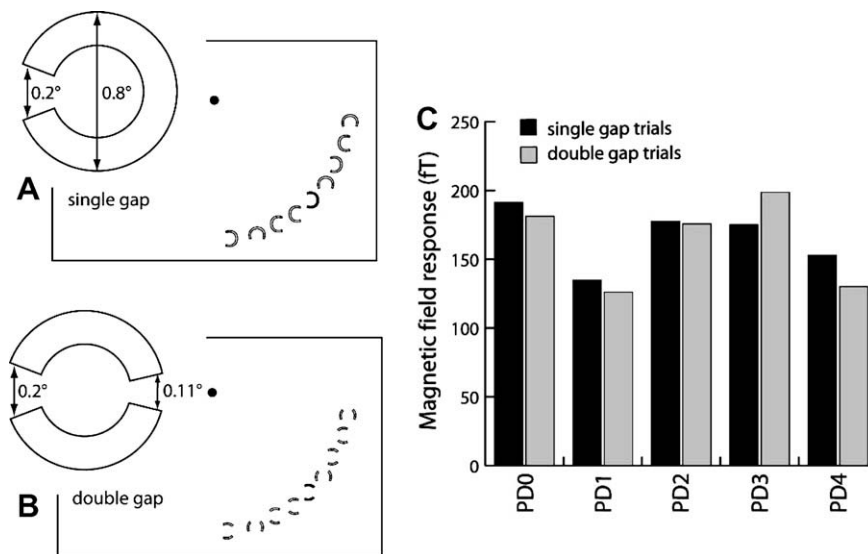 0.2°
0.8°
A
single gap
0.2°
0.11°
B
double gap
C
single gap trials
double gap trials
Magnetic field response (fT)
250
200
150
100
50
0
PD0
PD1
PD2
PD3
PD4